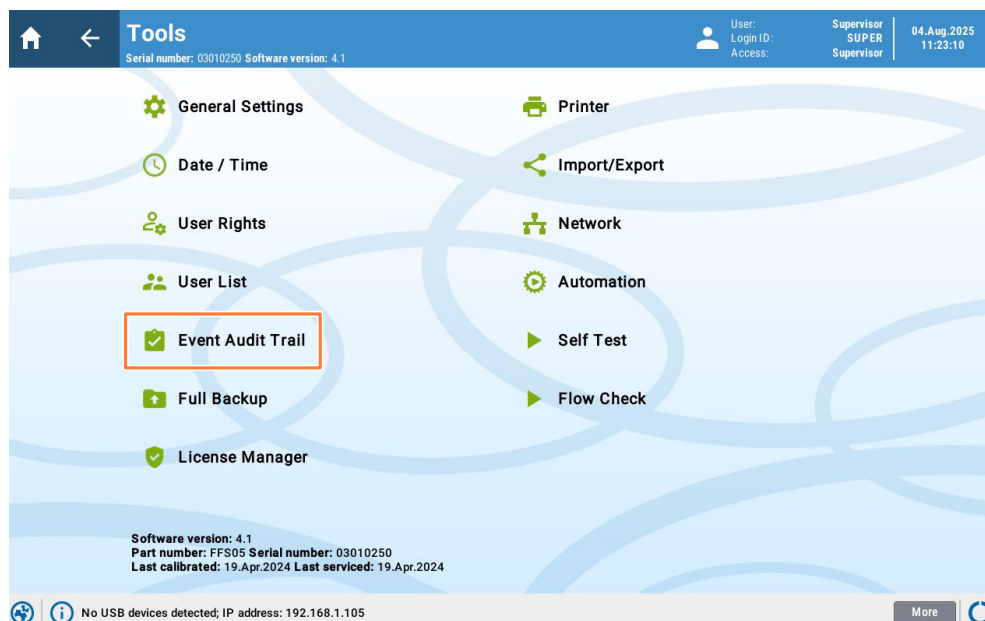 Tools
Serial number: 03010250 Software version: 4.1
User: Supervisor
Login ID: SUPER
Access: Supervisor
04.Aug.2025
11:23:10
General Settings
Printer
Date / Time
Import/Export
User Rights
Network
User List
Automation
Event Audit Trail
Self Test
Full Backup
Flow Check
License Manager
Software version: 4.1
Part number: FFS05 Serial number: 03010250
Last calibrated: 19.Apr.2024 Last serviced: 19.Apr.2024
No USB devices detected; IP address: 192.168.1.105
More